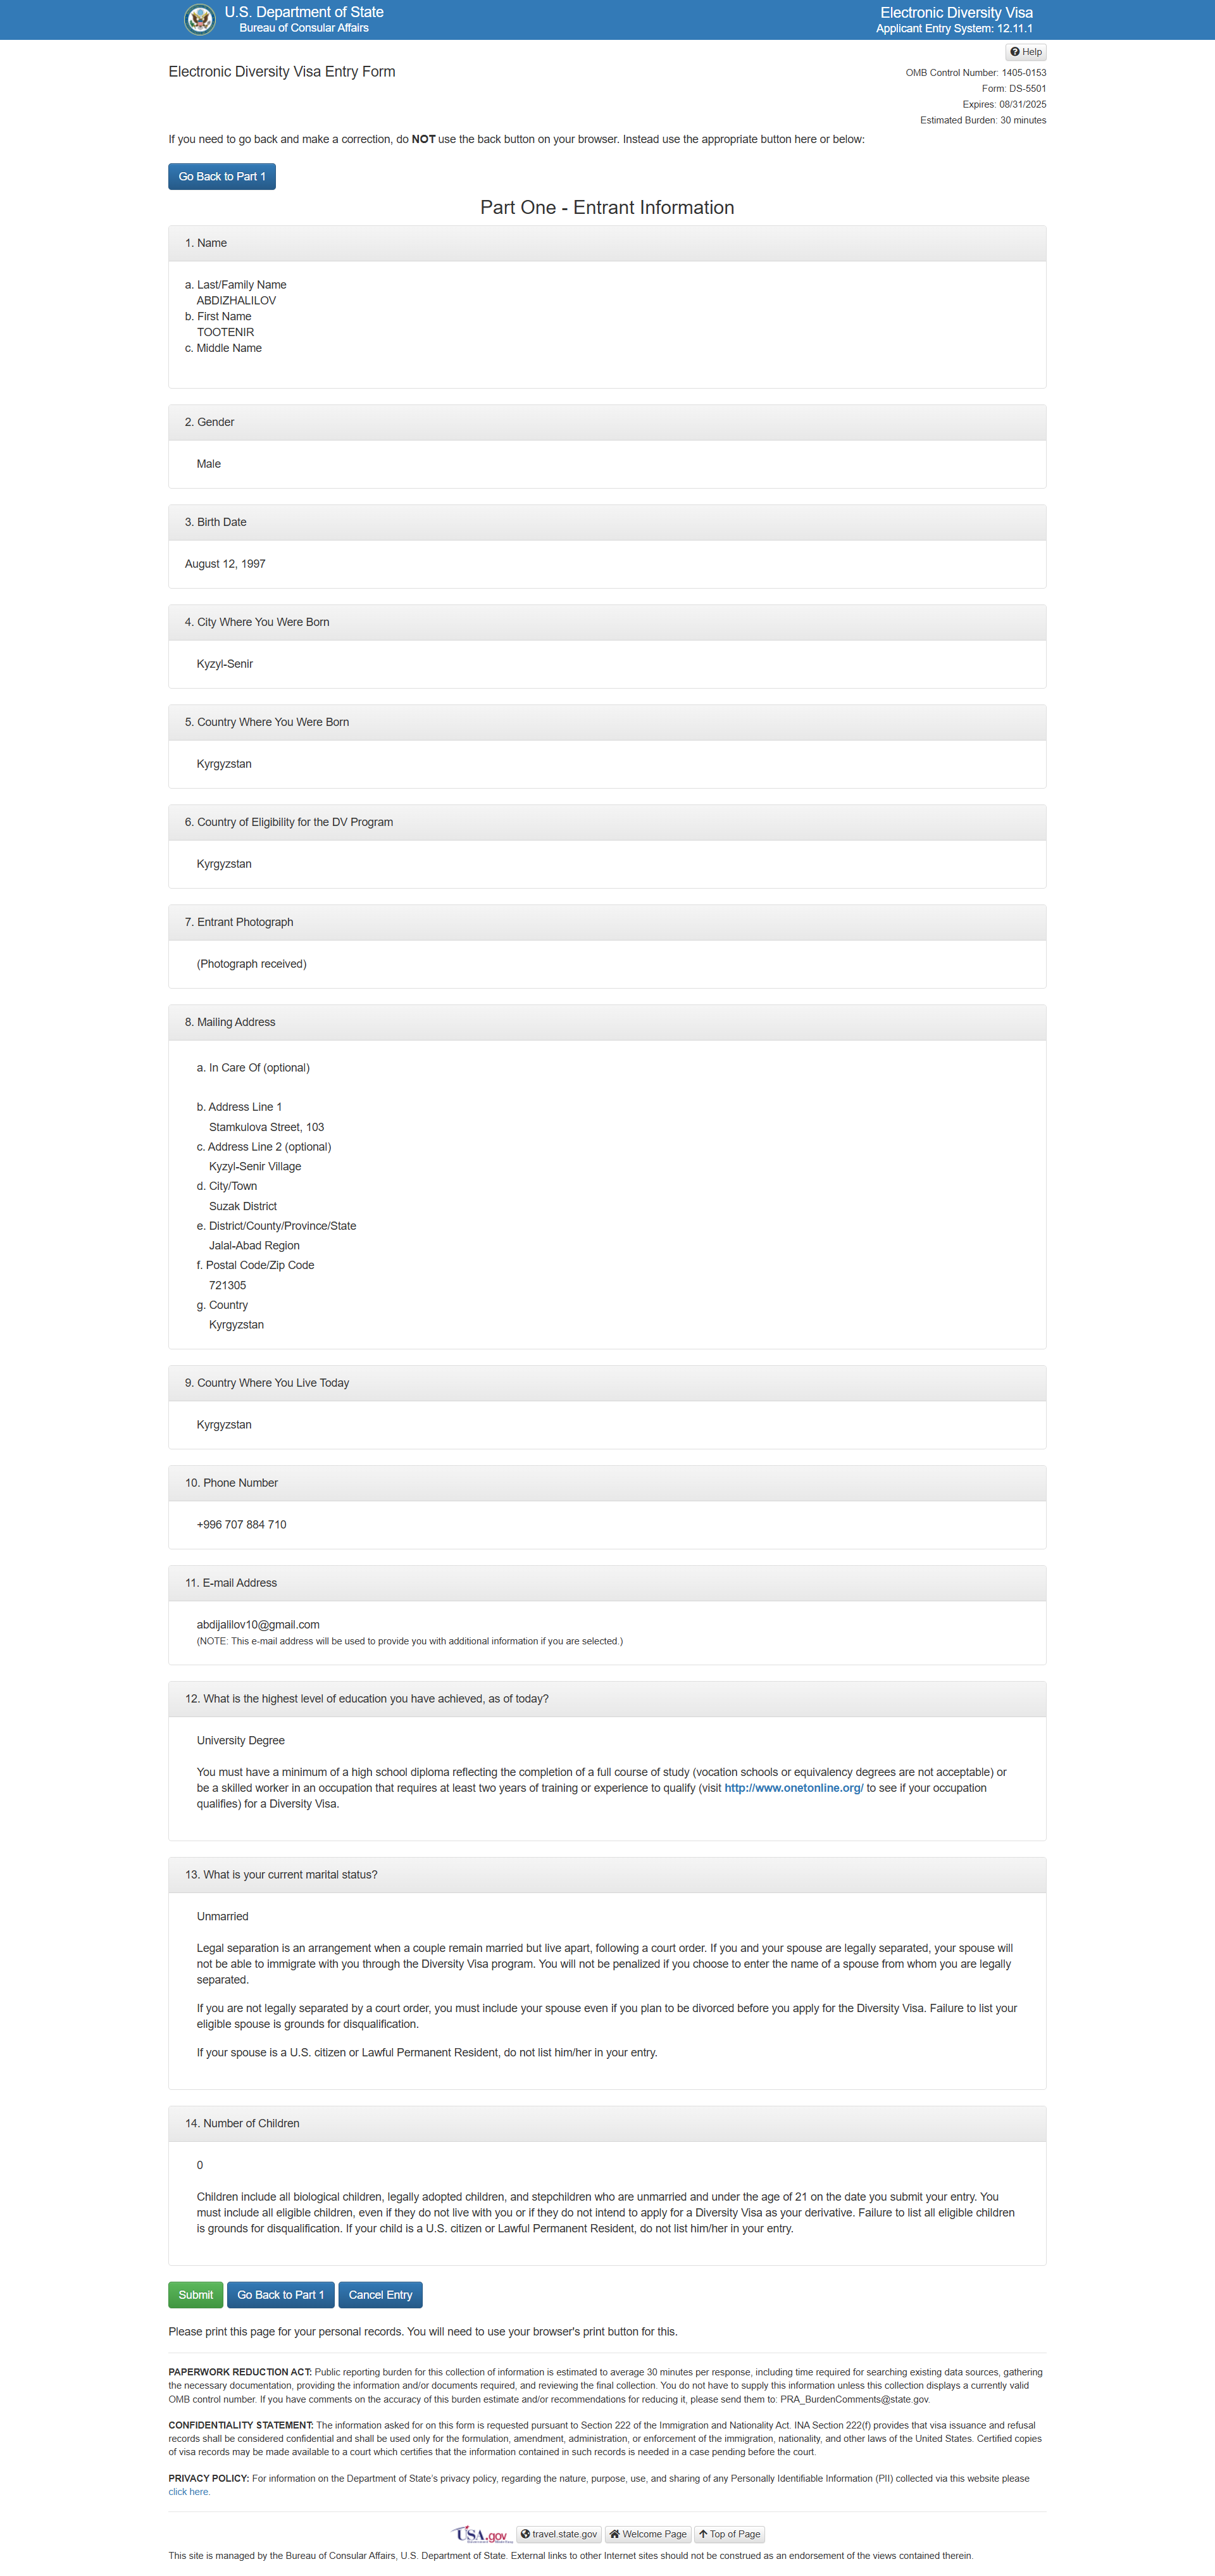 U.S. Department of State
Bureau of Consular Affairs
Electronic Diversity Visa
Applicant Entry System: 12.11.1
Help
Electronic Diversity Visa Entry Form
OMB Control Number: 1405-0153
Form: DS-5501
Expires: 08/31/2025
Estimated Burden: 30 minutes
If you need to go back and make a correction, do NOT use the back button on your browser. Instead use the appropriate button here or below:
Go Back to Part 1
Part One - Entrant Information
1. Name
a. Last/Family Name
ABDIZHALILOV
b. First Name
TOOTENIR
c. Middle Name
2. Gender
Male
3. Birth Date
August 12, 1997
4. City Where You Were Born
Kyzyl-Senir
5. Country Where You Were Born
Kyrgyzstan
6. Country of Eligibility for the DV Program
Kyrgyzstan
7. Entrant Photograph
(Photograph received)
8. Mailing Address
a. In Care Of (optional)
b. Address Line 1
Stamkulova Street, 103
c. Address Line 2 (optional)
Kyzyl-Senir Village
d. City/Town
Suzak District
e. District/County/Province/State
Jalal-Abad Region
f. Postal Code/Zip Code
721305
g. Country
Kyrgyzstan
9. Country Where You Live Today
Kyrgyzstan
10. Phone Number
+996 707 884 710
11. E-mail Address
abdijalilov10@gmail.com
(NOTE: This e-mail address will be used to provide you with additional information if you are selected.)
12. What is the highest level of education you have achieved, as of today?
University Degree
You must have a minimum of a high school diploma reflecting the completion of a full course of study (vocation schools or equivalency degrees are not acceptable) or
be a skilled worker in an occupation that requires at least two years of training or experience to qualify (visit http://www.onetonline.org/ to see if your occupation
qualifies) for a Diversity Visa.
13. What is your current marital status?
Unmarried
Legal separation is an arrangement when a couple remain married but live apart, following a court order. If you and your spouse are legally separated, your spouse will
not be able to immigrate with you through the Diversity Visa program. You will not be penalized if you choose to enter the name of a spouse from whom you are legally
separated.
If you are not legally separated by a court order, you must include your spouse even if you plan to be divorced before you apply for the Diversity Visa. Failure to list your
eligible spouse is grounds for disqualification.
If your spouse is a U.S. citizen or Lawful Permanent Resident, do not list him/her in your entry.
14. Number of Children
0
Children include all biological children, legally adopted children, and stepchildren who are unmarried and under the age of 21 on the date you submit your entry. You
must include all eligible children, even if they do not live with you or if they do not intend to apply for a Diversity Visa as your derivative. Failure to list all eligible children
is grounds for disqualification. If your child is a U.S. citizen or Lawful Permanent Resident, do not list him/her in your entry.
Submit Go Back to Part 1 Cancel Entry
Please print this page for your personal records. You will need to use your browser's print button for this.
PAPERWORK REDUCTION ACT: Public reporting burden for this collection of information is estimated to average 30 minutes per response, including time required for searching existing data sources, gathering
the necessary documentation, providing the information and/or documents required, and reviewing the final collection. You do not have to supply this information unless this collection displays a currently valid
OMB control number. If you have comments on the accuracy of this burden estimate and/or recommendations for reducing it, please send them to: PRA_BurdenComments@state.gov.
CONFIDENTIALITY STATEMENT: The information asked for on this form is requested pursuant to Section 222 of the Immigration and Nationality Act. INA Section 222(f) provides that visa issuance and refusal
records shall be considered confidential and shall be used only for the formulation, amendment, administration, or enforcement of the immigration, nationality, and other laws of the United States. Certified copies
of visa records may be made available to a court which certifies that the information contained in such records is needed in a case pending before the court.
PRIVACY POLICY: For information on the Department of State's privacy policy, regarding the nature, purpose, use, and sharing of any Personally Identifiable Information (PII) collected via this website please
click here.
USA.gov travel.state.gov Welcome Page Top of Page
This site is managed by the Bureau of Consular Affairs, U.S. Department of State. External links to other Internet sites should not be construed as an endorsement of the views contained therein.